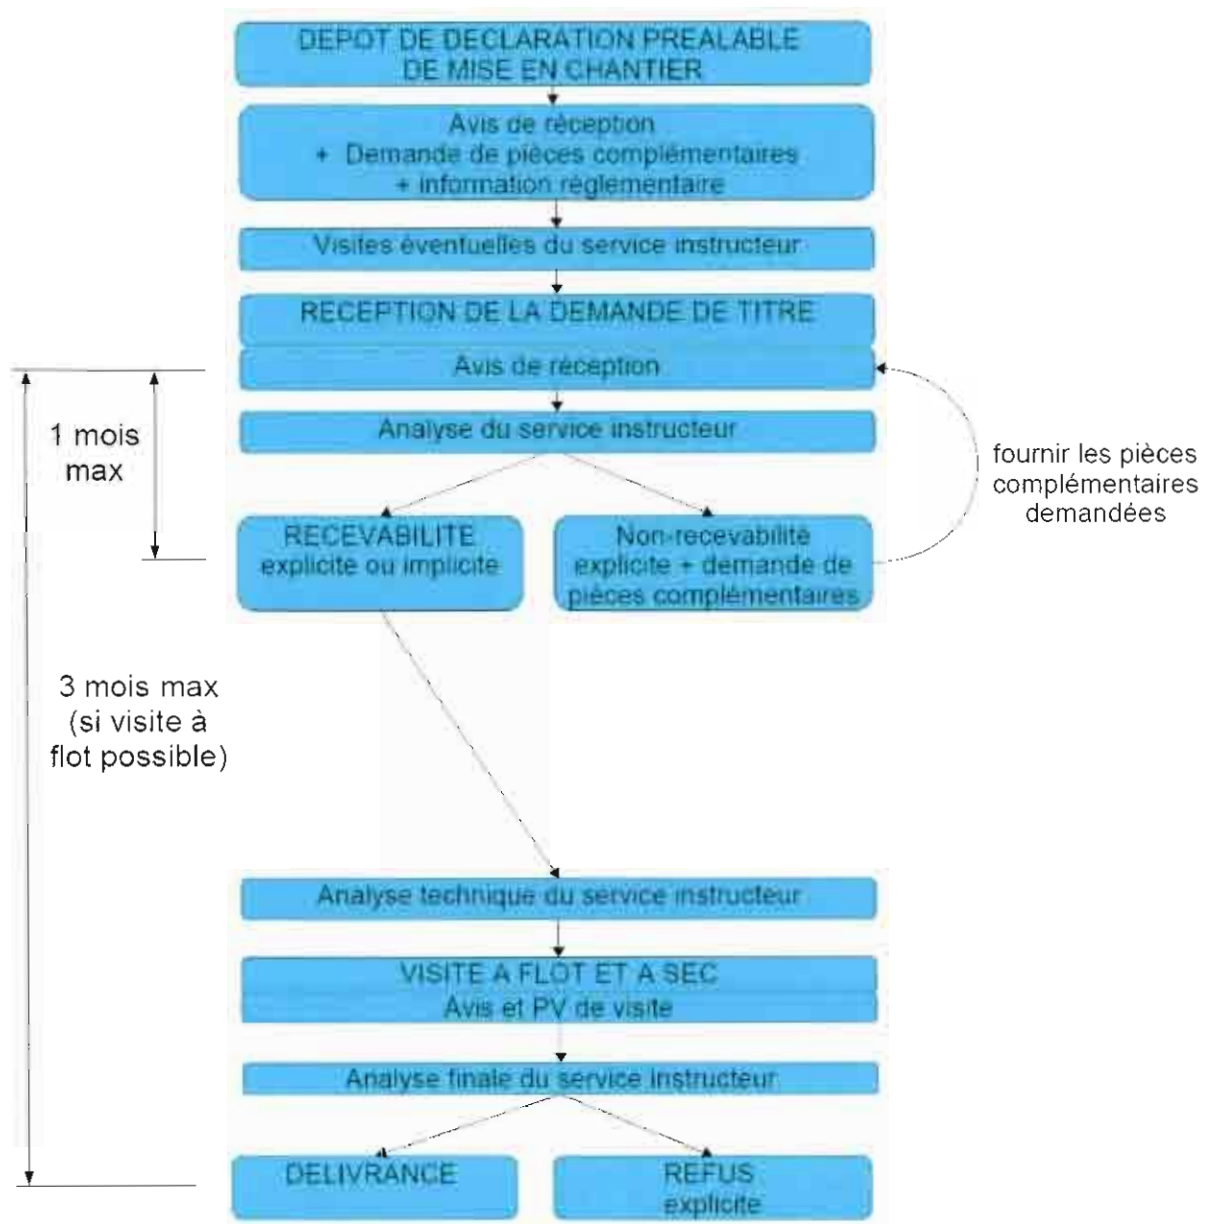 DEPOT DE DECLARATION PREALABLE
DE MISE EN CHANTIER
Avis de réception
+ Demande de pièces complémentaires
+ information réglementaire
Visites éventuelles du service instructeur
RECEPTION DE LA DEMANDE DE TITRE
Avis de réception
Analyse du service instructeur
1 mois
max
fournir les pièces
complémentaires
demandées
RECEVABILITE
explicite ou implicite
Non-recevabilité
explicite + demande de
pièces complémentaires
3 mois max
(si visite à
flot possible)
Analyse technique du service instructeur
VISITE A FLOT ET A SEC
Avis et PV de visite
Analyse finale du service instructeur
DELIVRANCE
REFUS
explicite